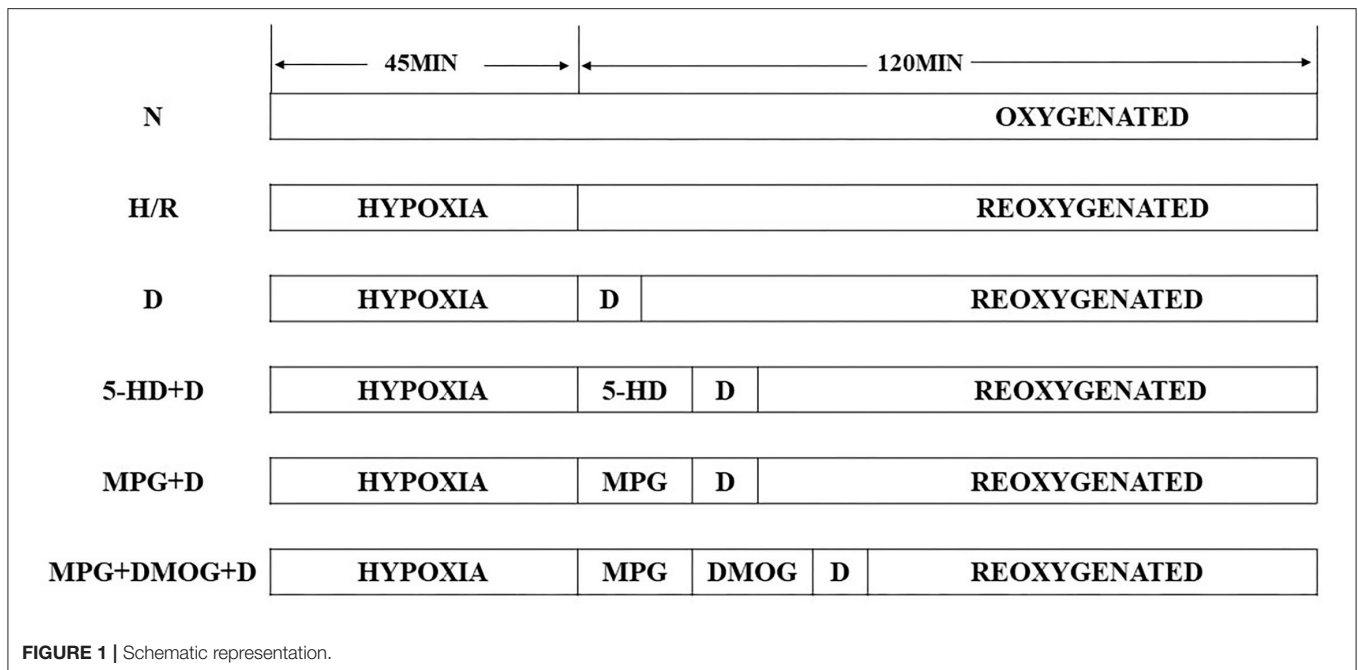 45MIN 120MIN
N OXYGENATED
H/R HYPOXIA REOXYGENATED
D HYPOXIA D REOXYGENATED
5-HD+D HYPOXIA 5-HD D REOXYGENATED
MPG+D HYPOXIA MPG D REOXYGENATED
MPG+DMOG+D HYPOXIA MPG DMOG D REOXYGENATED
FIGURE 1 | Schematic representation.